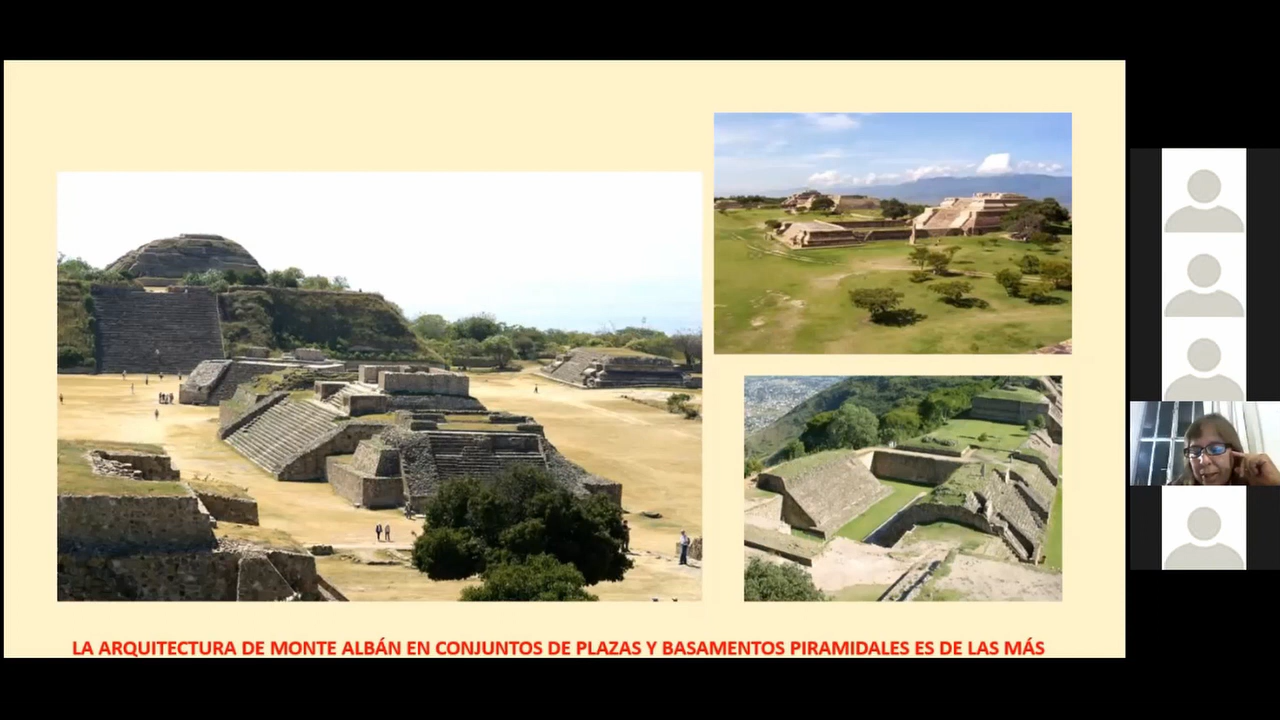 LA ARQUITECTURA DE MONTE ALBÁN EN CONJUNTOS DE PLAZAS Y BASAMENTOS PIRAMIDALES ES DE LAS MÁS